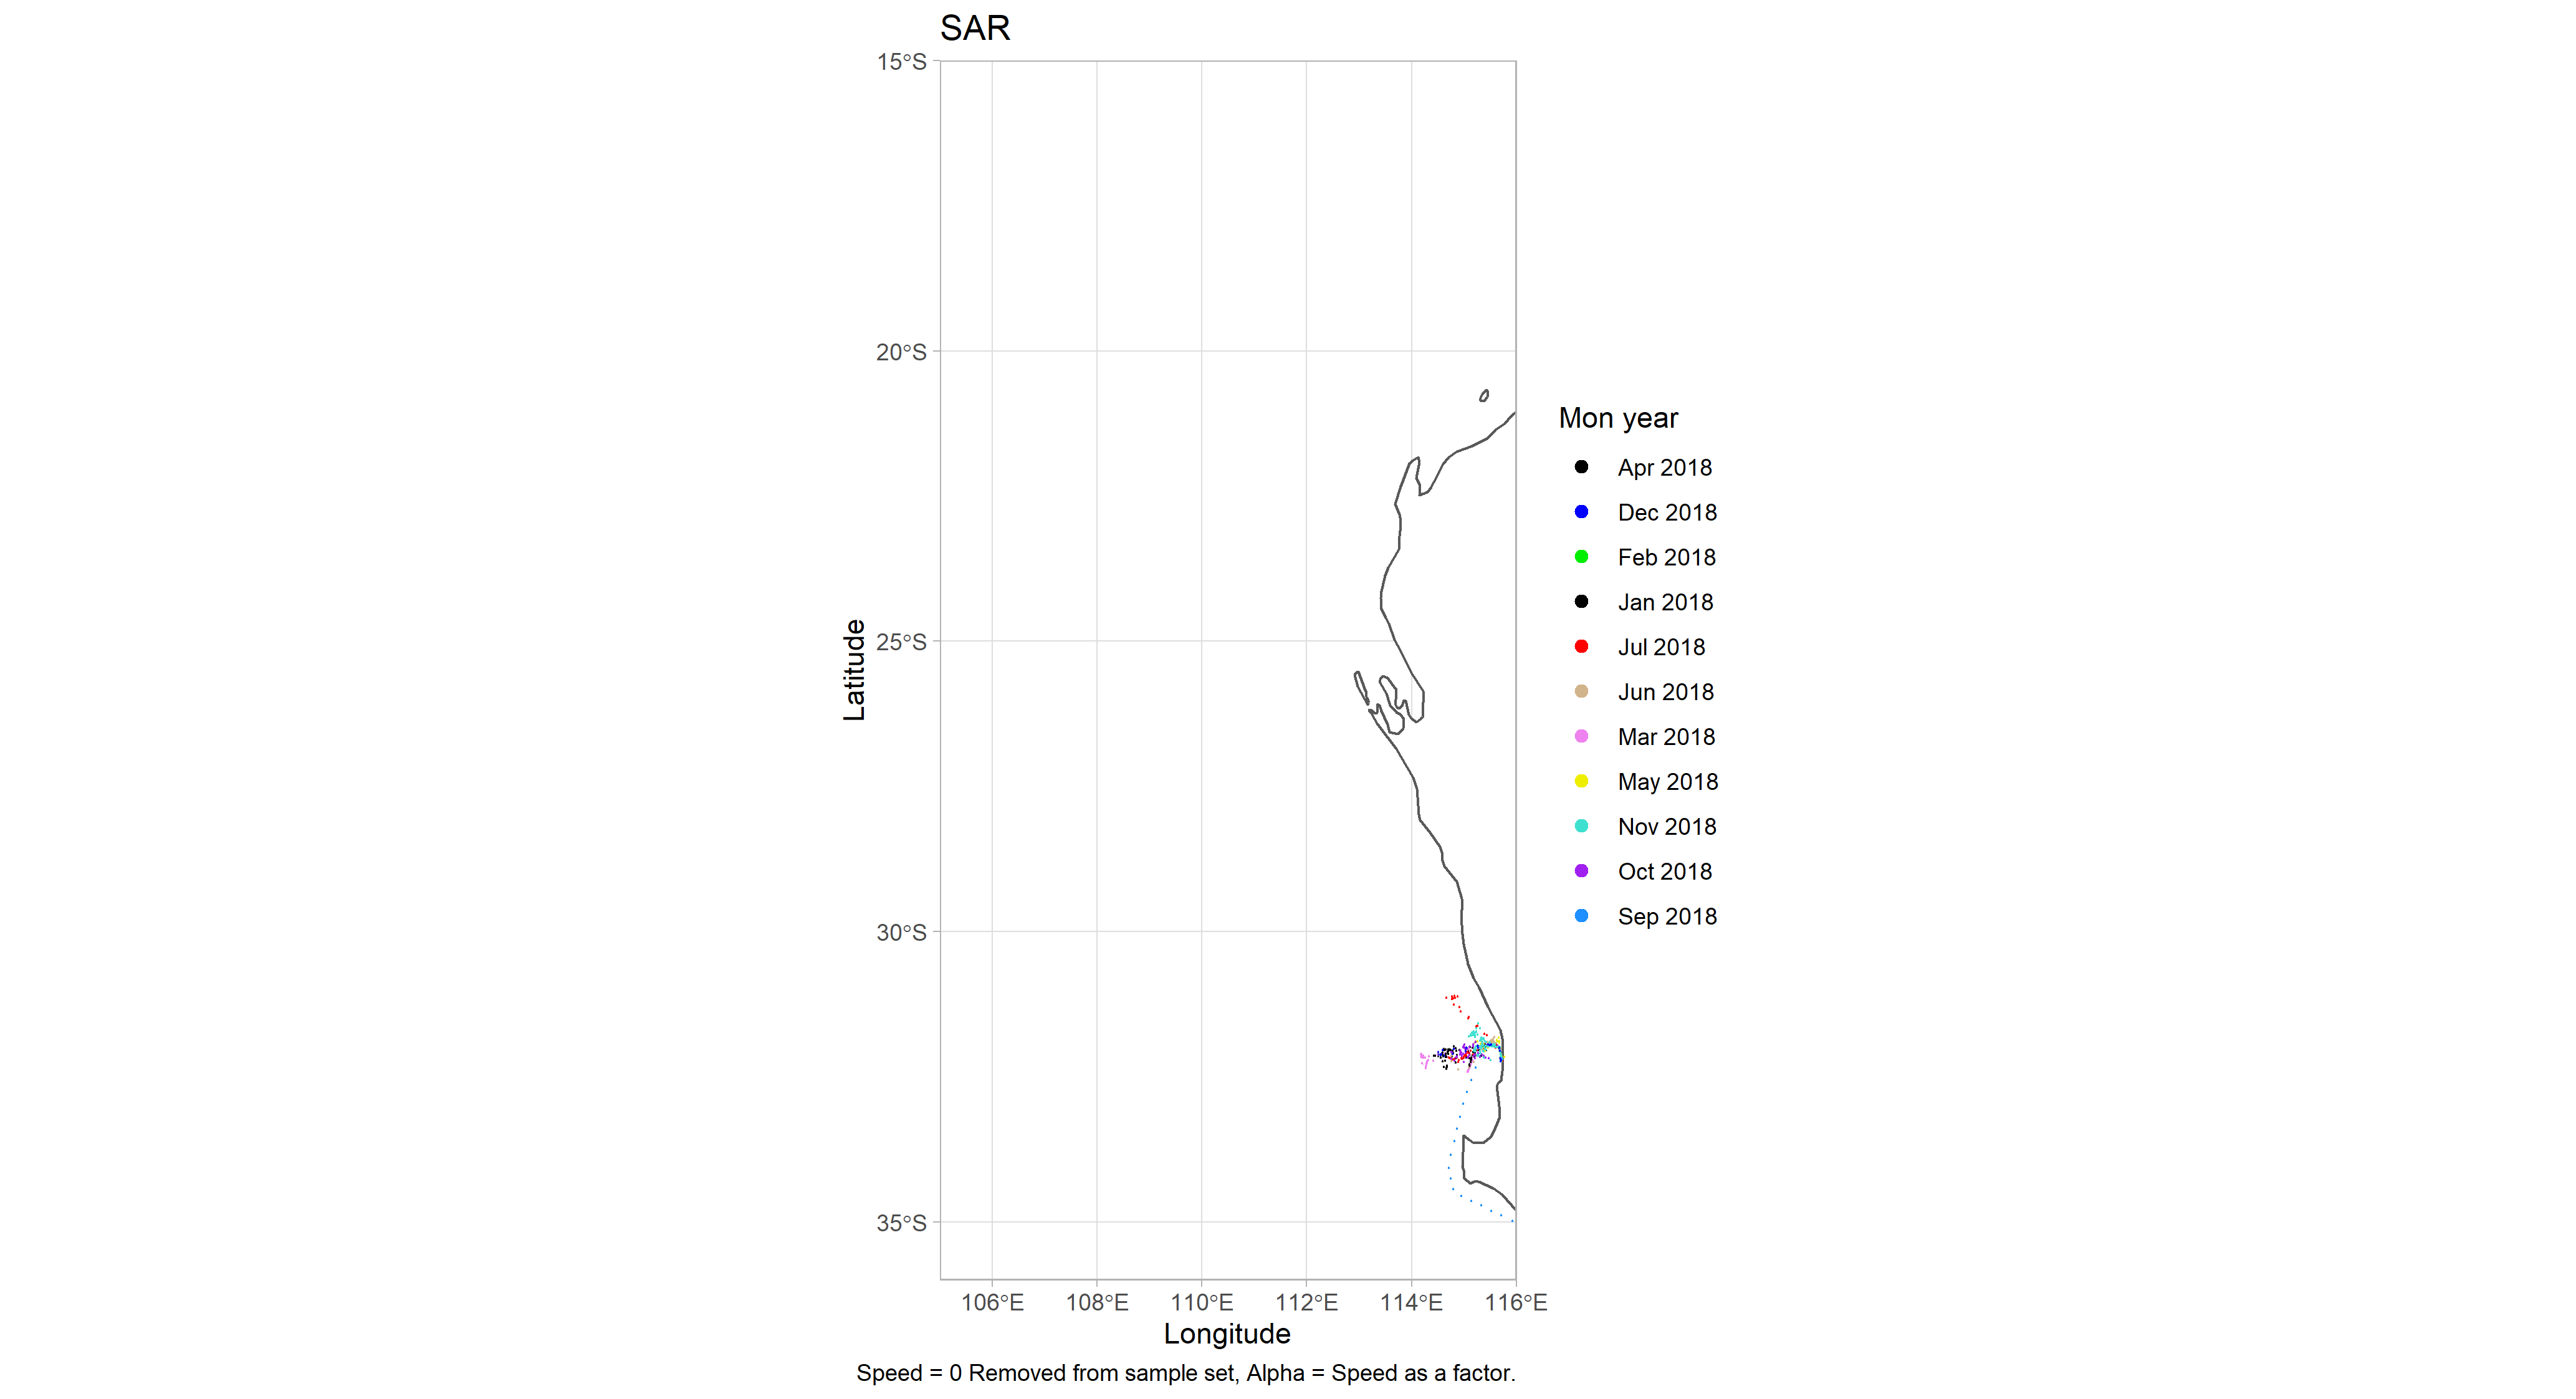 SAR
15°S
20°S
25°S
30°S
35°S
Latitude
106°E 108°E 110°E 112°E 114°E 116°E
Longitude
Speed = 0 Removed from sample set, Alpha = Speed as a factor.
Mon year
Apr 2018
Dec 2018
Feb 2018
Jan 2018
Jul 2018
Jun 2018
Mar 2018
May 2018
Nov 2018
Oct 2018
Sep 2018